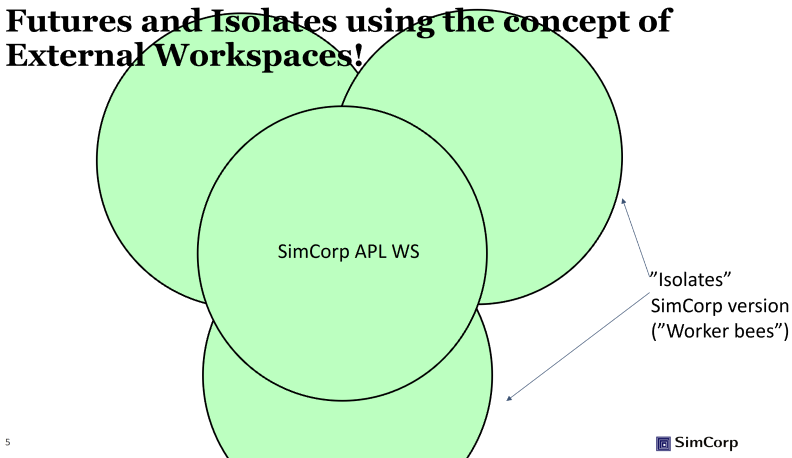 Futures and Isolates using the concept of
External Workspaces!
SimCorp APL WS
”Isolates”
SimCorp version
(”Worker bees”)
5
SimCorp